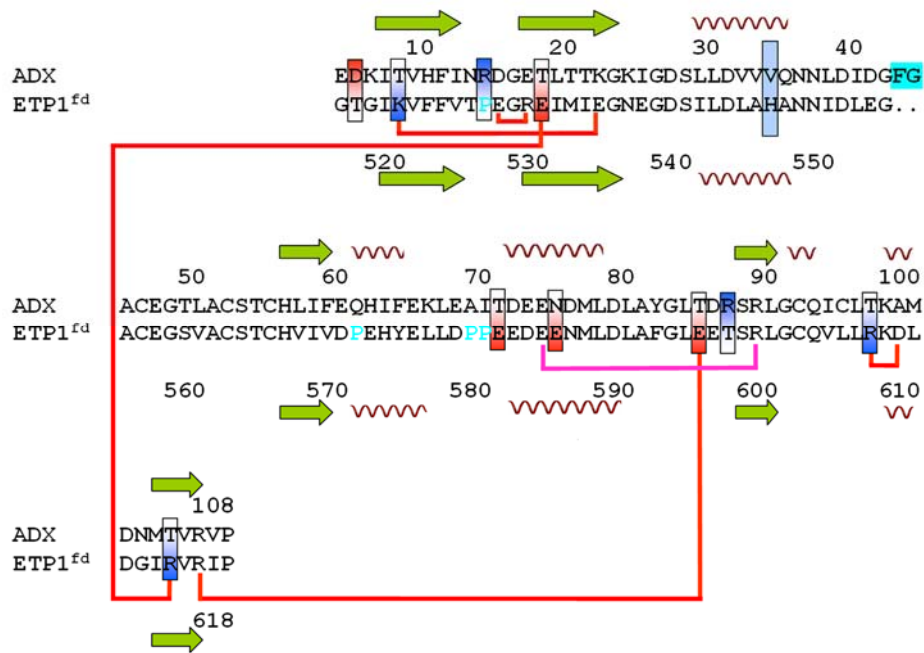 10 20 30 40
ADX EDKITVHFINRDGETLTTKGKIGDSLLDVVVQNNLDIDGFG
ETP1fd GTGIKVFFVTPEGREIMIEGNEGDSILDLAHANNIDLEG..
520 530 540 550
50 60 70 80 90 100
ADX ACEGTLACSTCHLIFEQHIFEKLEAITDEENDMLDLAYGLTDRSRLGCQICLTKAM
ETP1fd ACEGSVACSTCHVIVDPEHYELLDPPEEDEENMLDLAFGLETSRLGCQVLLRKDL
560 570 580 590 600 610
108
ADX DNMTVRVP
ETP1fd DGIRVRIP
618